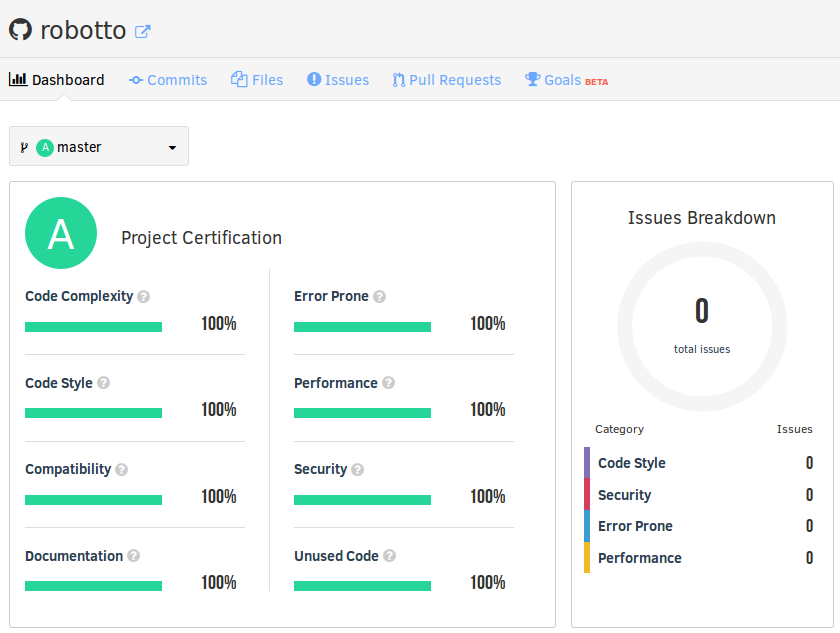 robotto
Dashboard Commits Files Issues Pull Requests Goals BETA
A master
A Project Certification
Code Complexity ?
100%
Error Prone ?
100%
Code Style ?
100%
Performance ?
100%
Compatibility ?
100%
Security ?
100%
Documentation ?
100%
Unused Code ?
100%
Issues Breakdown
0
total issues
Category Issues
Code Style 0
Security 0
Error Prone 0
Performance 0